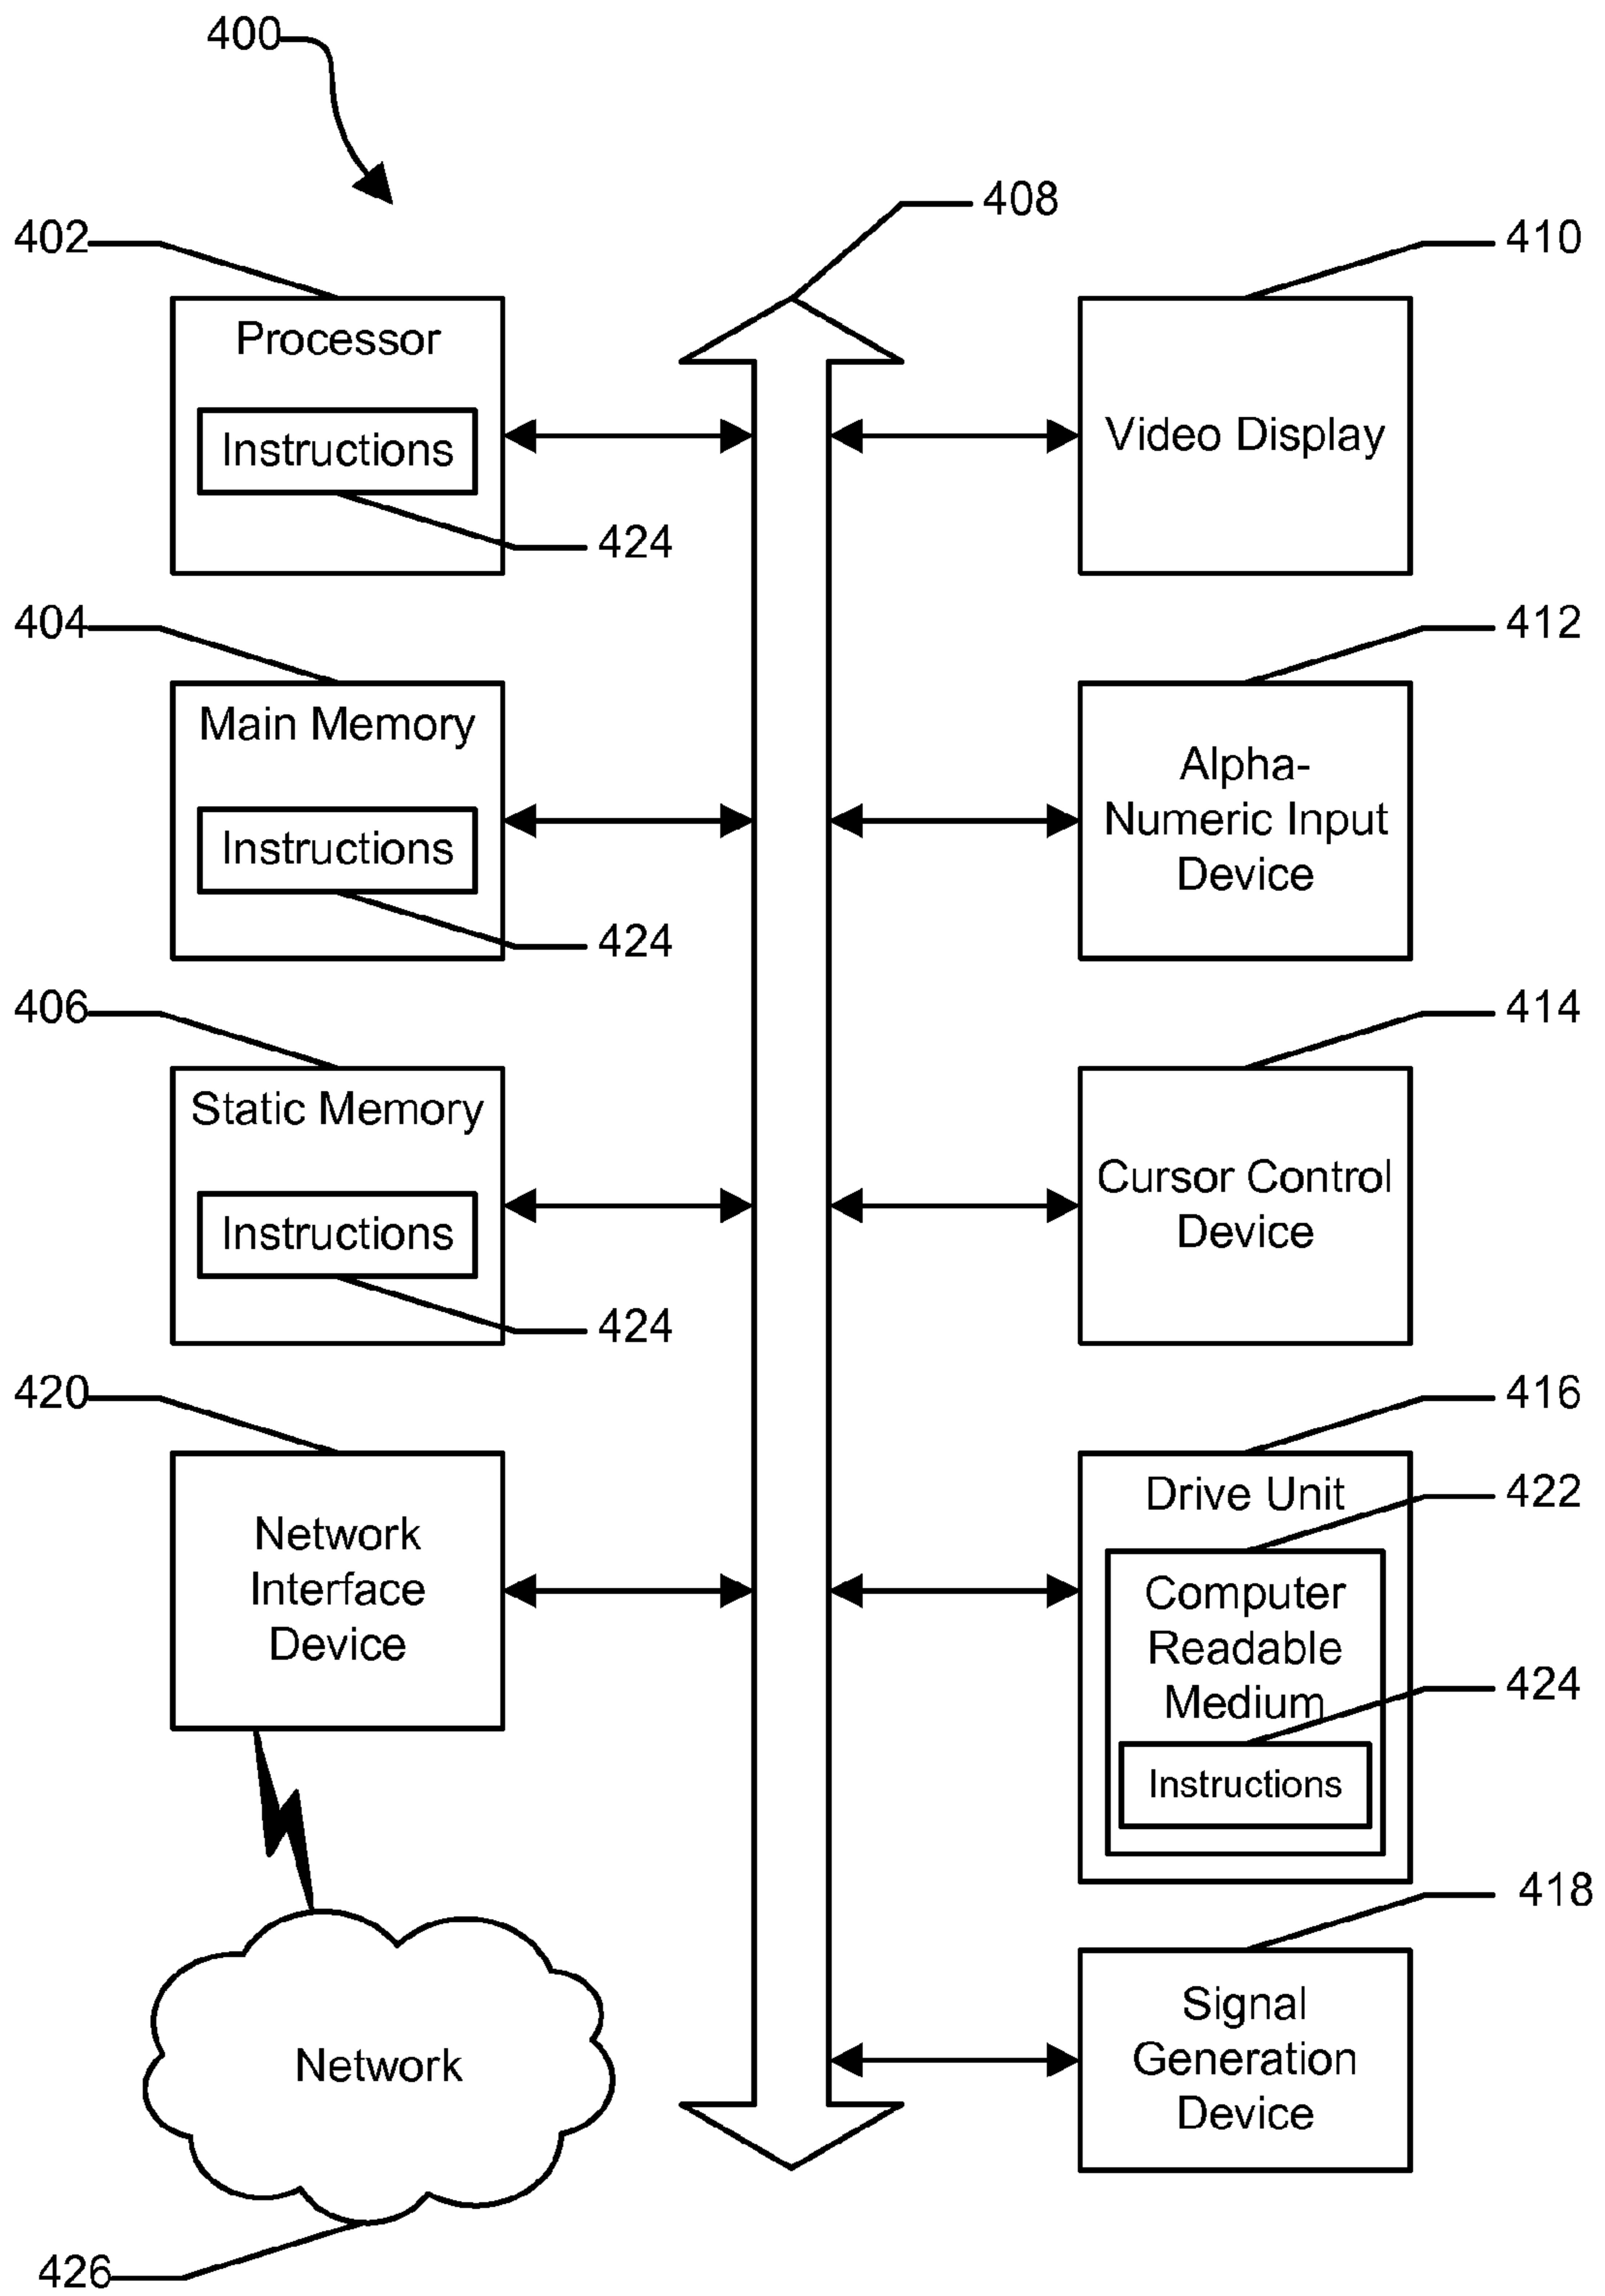 400
408
402
410
Processor
Instructions
Video Display
424
404
412
Main Memory
Instructions
Alpha-
Numeric Input
Device
424
406
414
Static Memory
Instructions
Cursor Control
Device
424
420
416
Network
Interface
Device
Drive Unit
422
Computer
Readable
Medium
424
Instructions
418
Signal
Generation
Device
Network
426